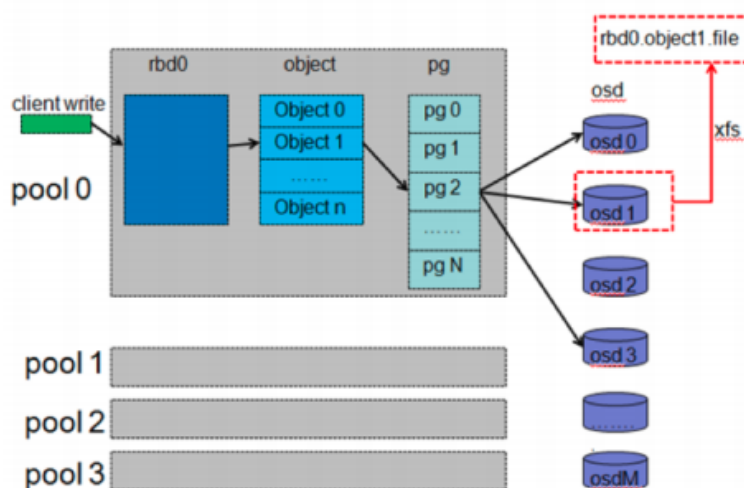 rbd0.object1.file
rbd0
object
pg
osd
client write
Object 0
Object 1
......
Object n
pg 0
pg 1
pg 2
......
pg N
xfs
osd 0
osd 1
osd 2
osd 3
.......
osdM
pool 0
pool 1
pool 2
pool 3